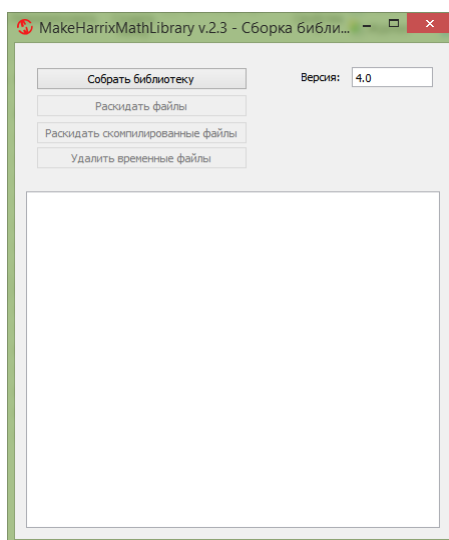 MakeHarrixMathLibrary v.2.3 - Сборка библи...
Собрать библиотеку
Версия: 4.0
Раскидать файлы
Раскидать скомпилированные файлы
Удалить временные файлы